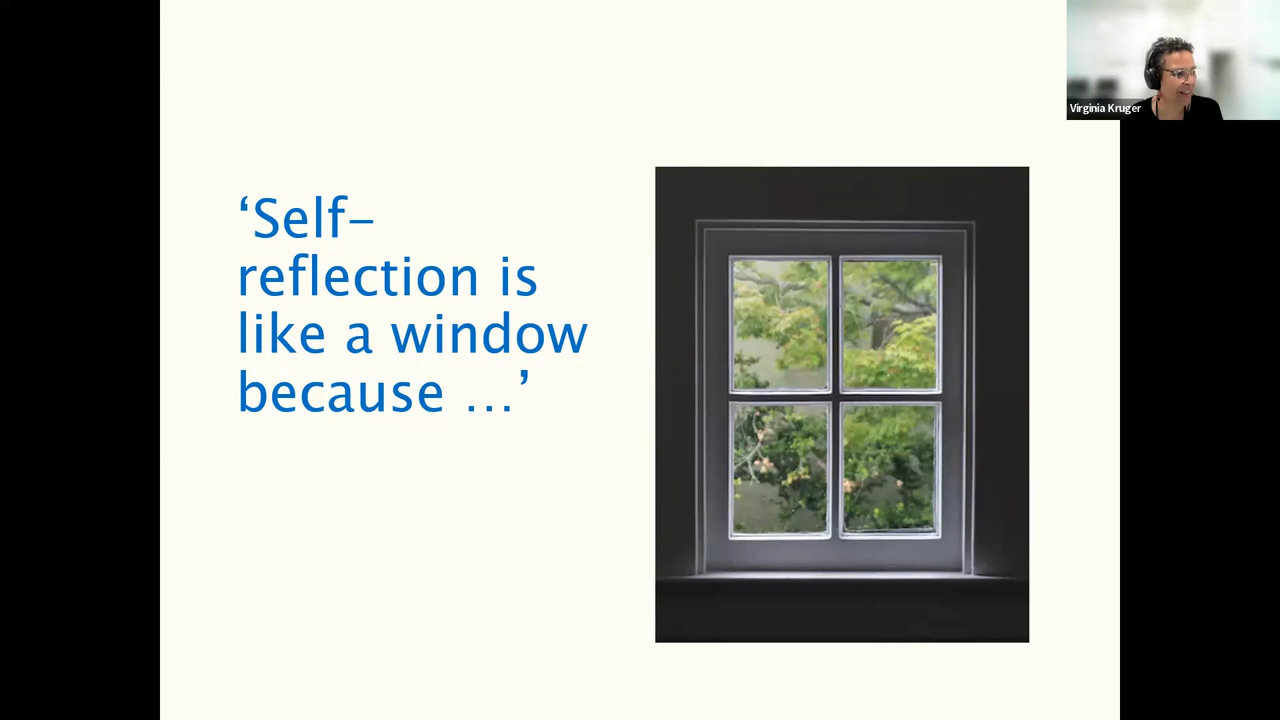 ‘Self-
reflection is
like a window
because …’
Virginia Kruger